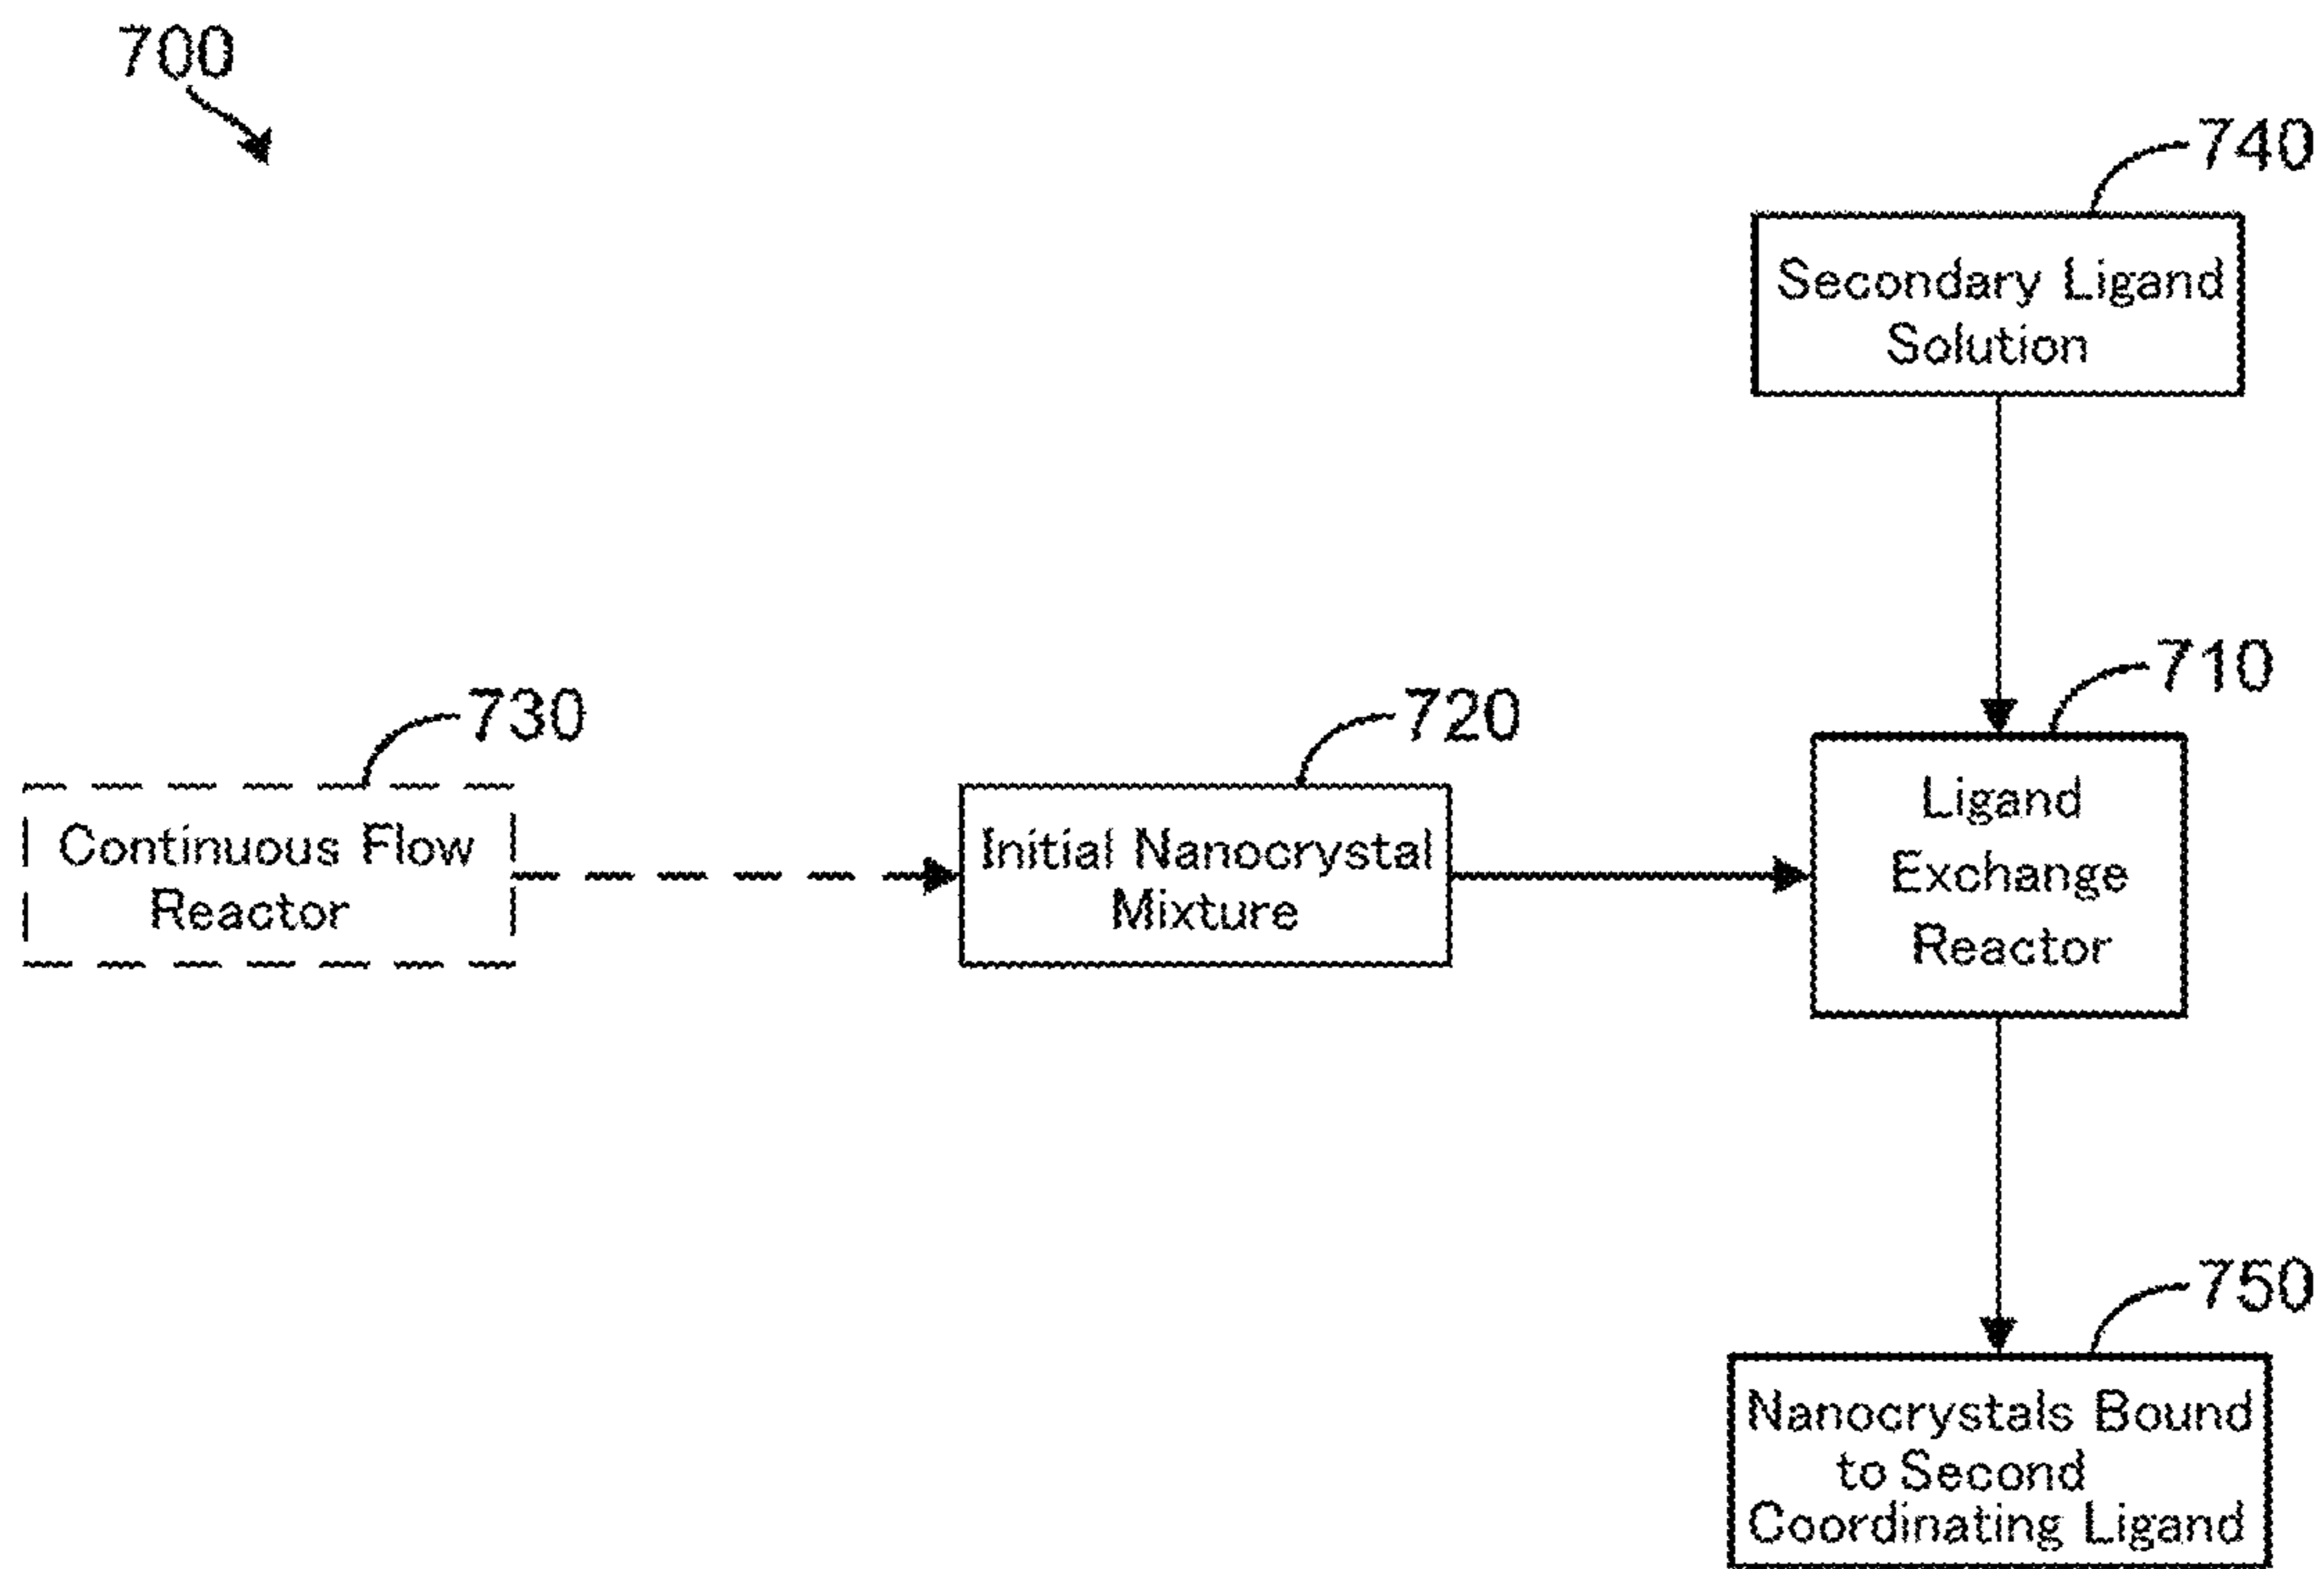 700
740
Secondary Ligand
Solution
710
730
720
Continuous Flow
Reactor
Initial Nanocrystal
Mixture
Ligand
Exchange
Reactor
750
Nanocrystals Bound
to Second
Coordinating Ligand